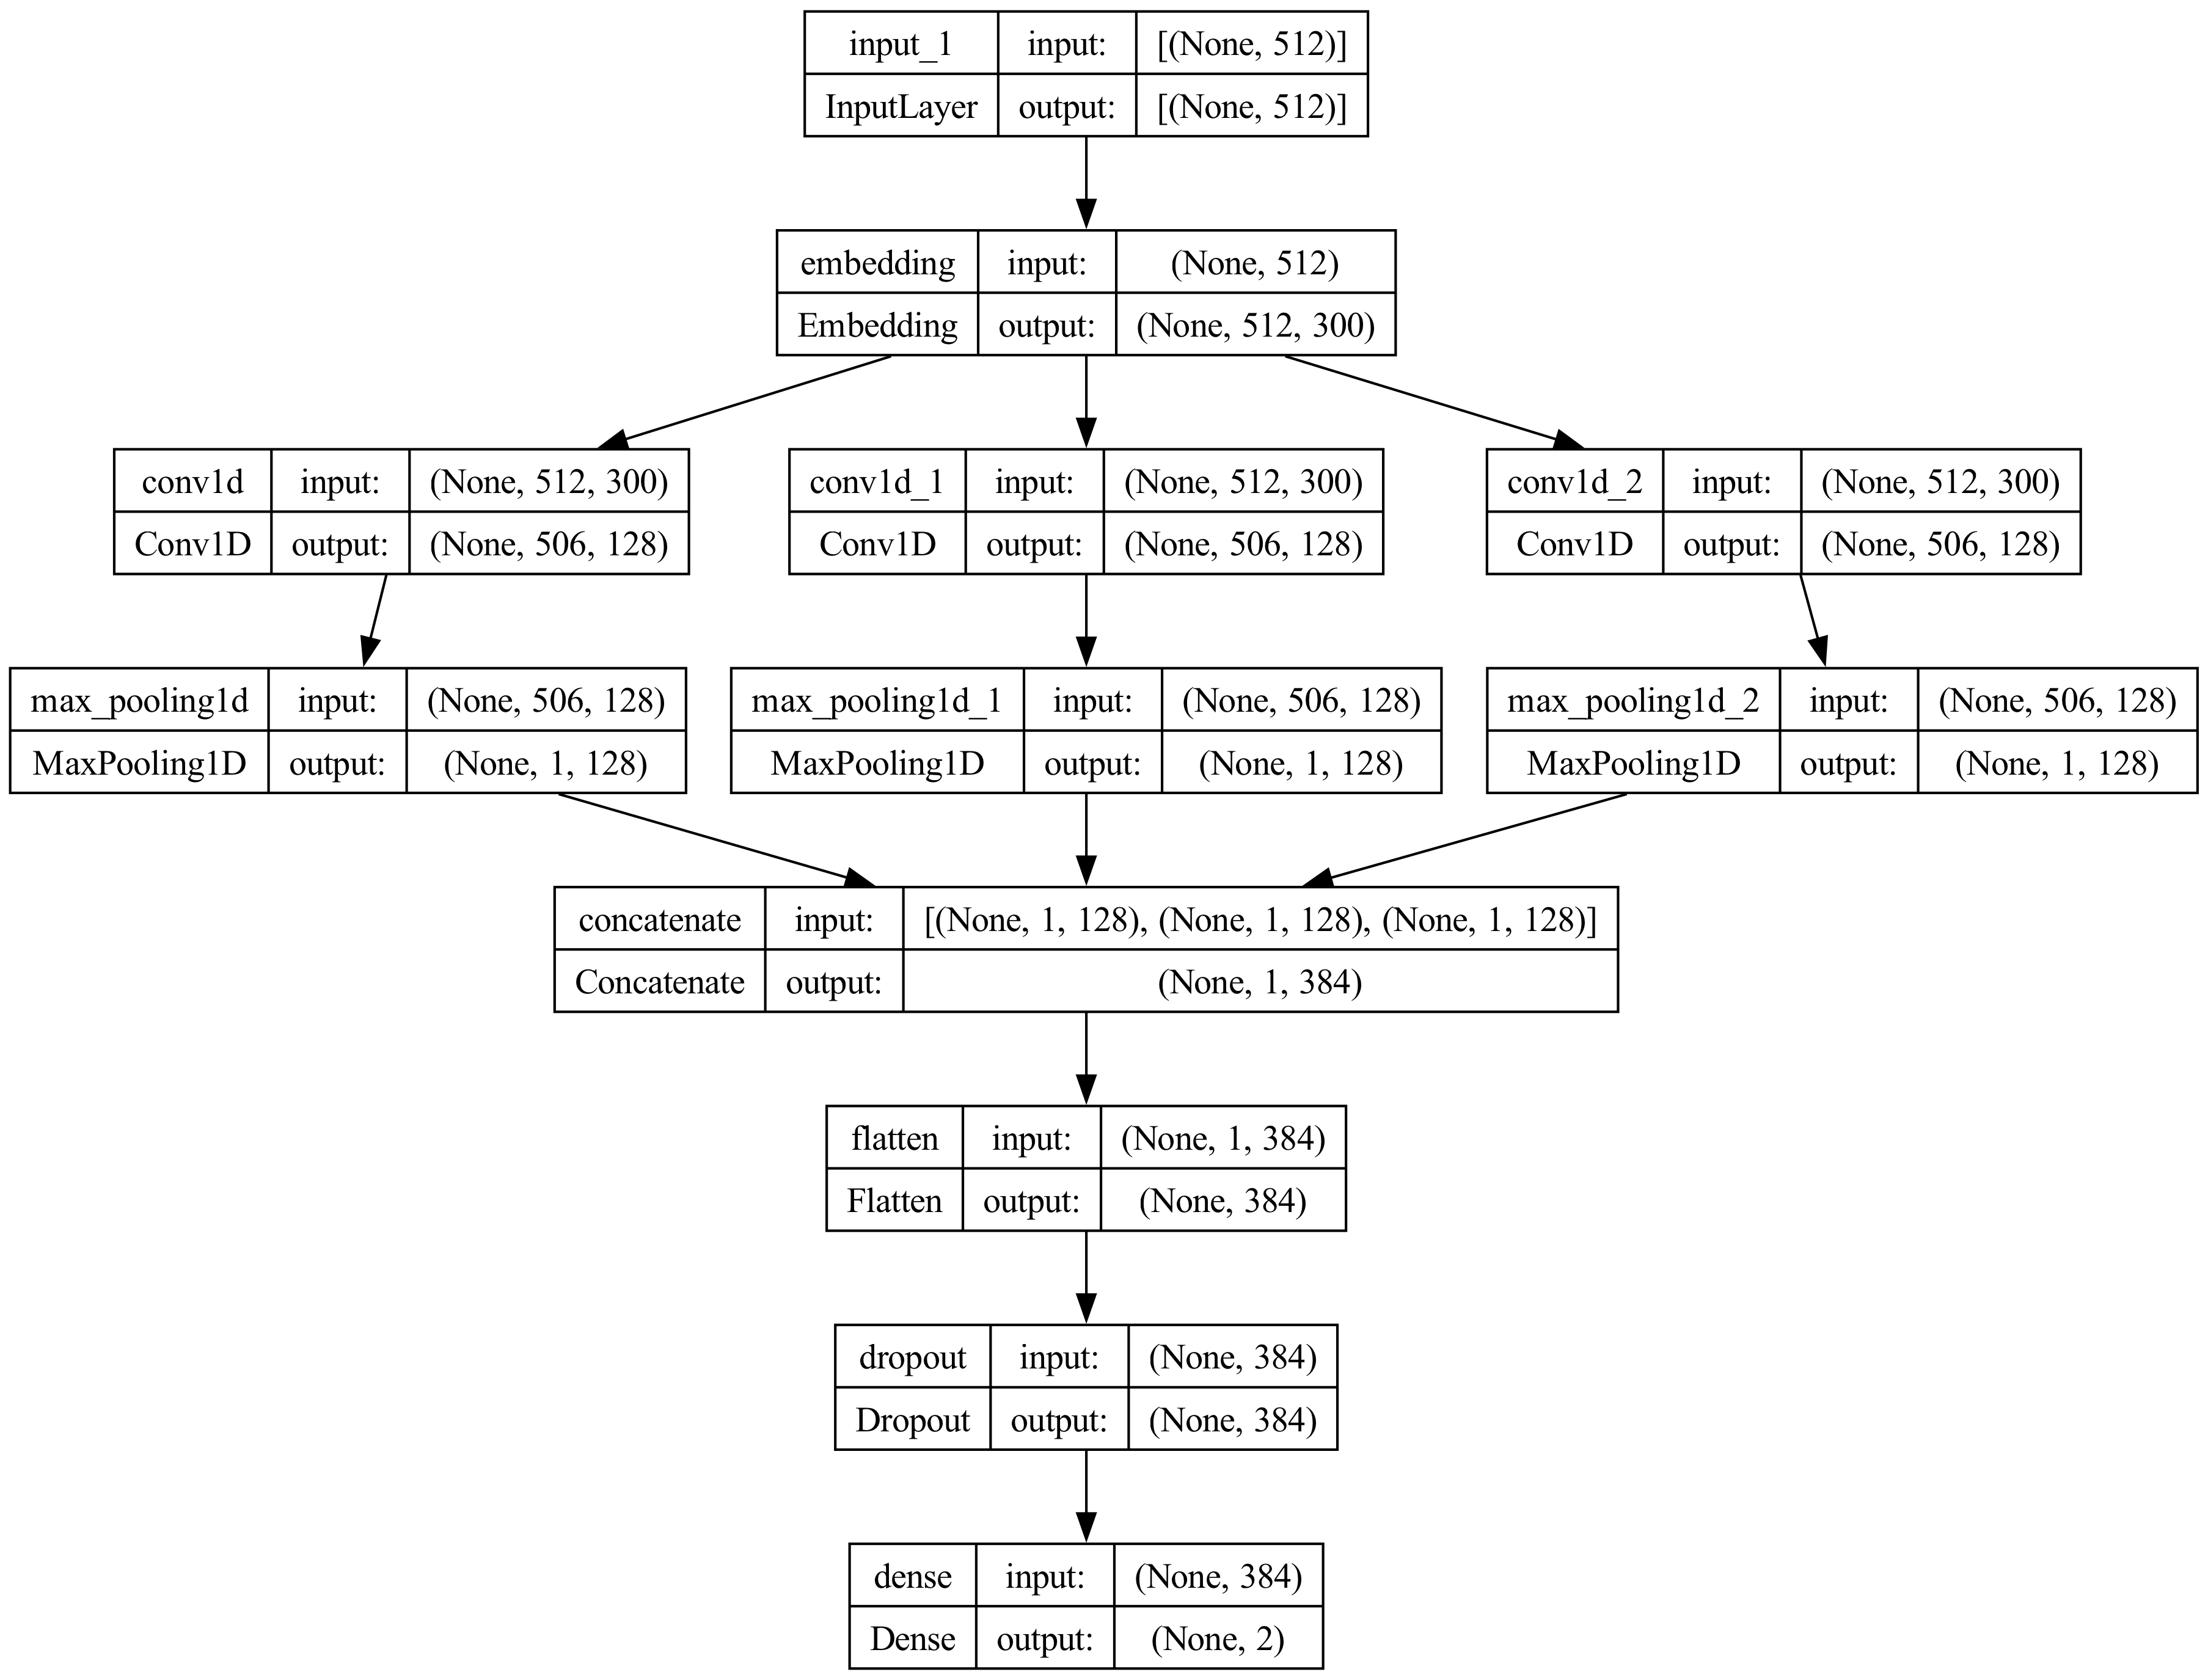 input_1 input: [(None, 512)]
InputLayer output: [(None, 512)]
embedding input: (None, 512)
Embedding output: (None, 512, 300)
conv1d input: (None, 512, 300)
Conv1D output: (None, 506, 128)
conv1d_1 input: (None, 512, 300)
Conv1D output: (None, 506, 128)
conv1d_2 input: (None, 512, 300)
Conv1D output: (None, 506, 128)
max_pooling1d input: (None, 506, 128)
MaxPooling1D output: (None, 1, 128)
max_pooling1d_1 input: (None, 506, 128)
MaxPooling1D output: (None, 1, 128)
max_pooling1d_2 input: (None, 506, 128)
MaxPooling1D output: (None, 1, 128)
concatenate input: [(None, 1, 128), (None, 1, 128), (None, 1, 128)]
Concatenate output: (None, 1, 384)
flatten input: (None, 1, 384)
Flatten output: (None, 384)
dropout input: (None, 384)
Dropout output: (None, 384)
dense input: (None, 384)
Dense output: (None, 2)